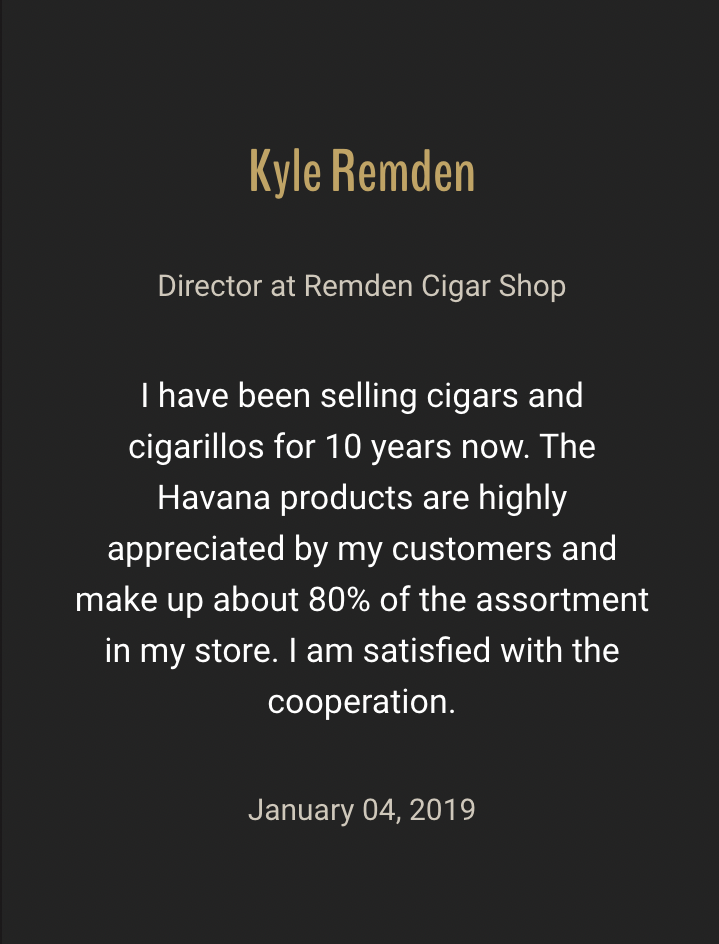 Kyle Remden
Director at Remden Cigar Shop
I have been selling cigars and
cigarillos for 10 years now. The
Havana products are highly
appreciated by my customers and
make up about 80% of the assortment
in my store. I am satisfied with the
cooperation.
January 04, 2019